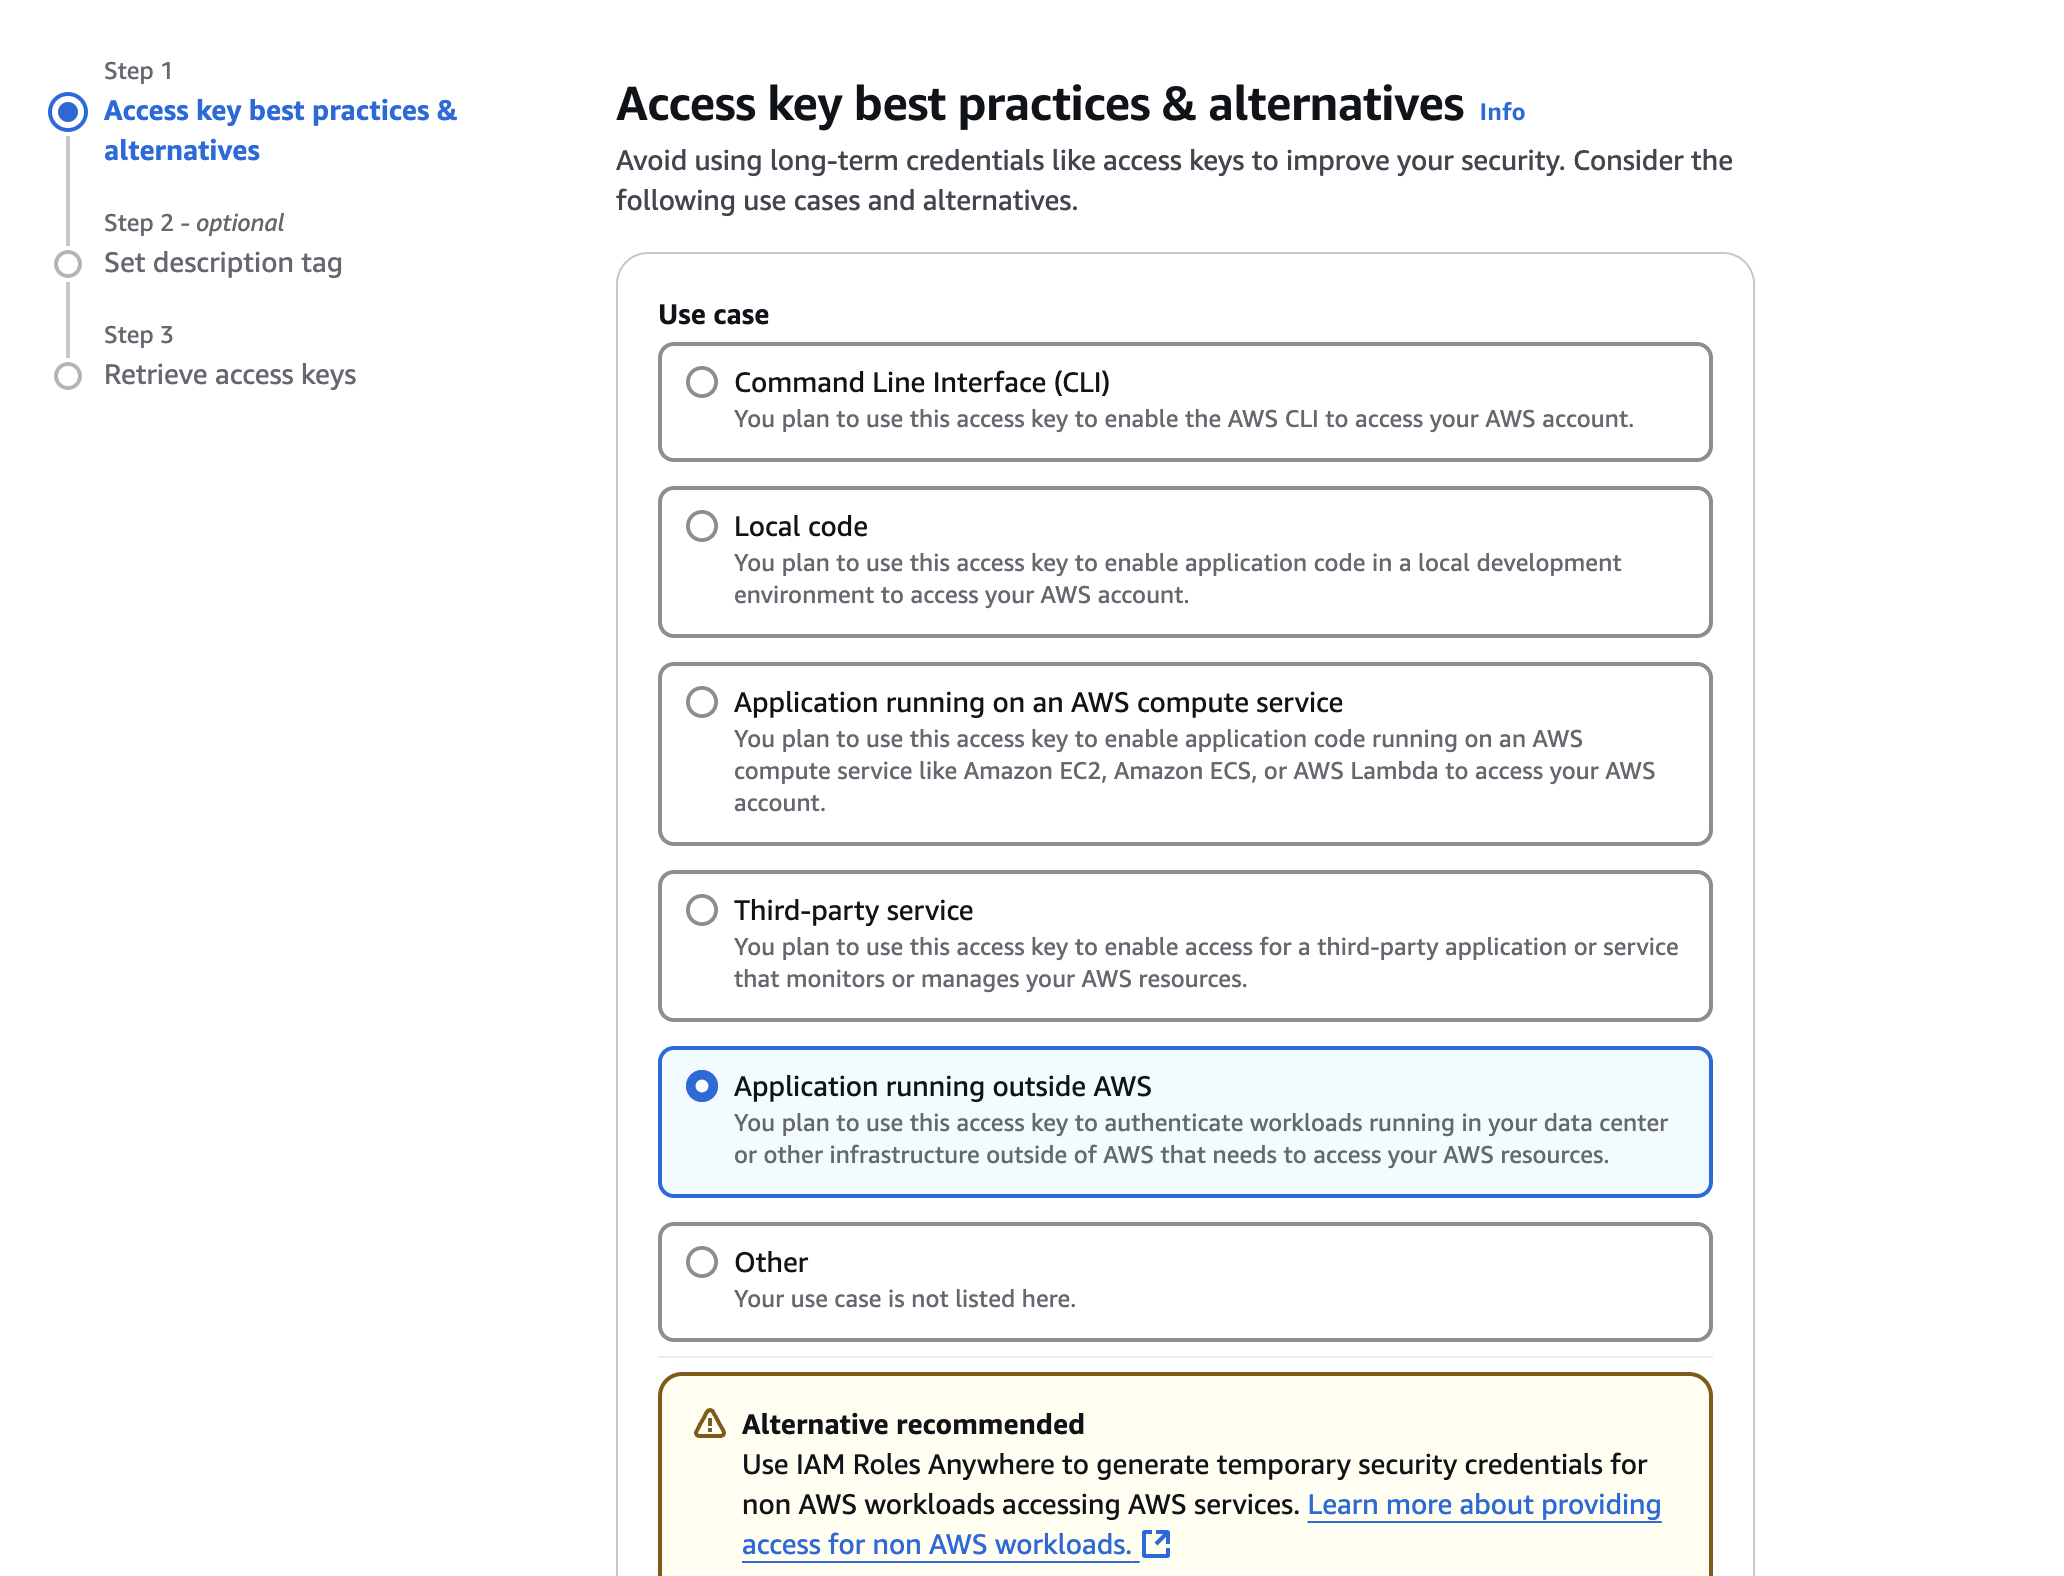 Step 1
Access key best practices &
alternatives
Step 2 - optional
Set description tag
Step 3
Retrieve access keys
Access key best practices & alternatives Info
Avoid using long-term credentials like access keys to improve your security. Consider the
following use cases and alternatives.
Use case
Command Line Interface (CLI)
You plan to use this access key to enable the AWS CLI to access your AWS account.
Local code
You plan to use this access key to enable application code in a local development
environment to access your AWS account.
Application running on an AWS compute service
You plan to use this access key to enable application code running on an AWS
compute service like Amazon EC2, Amazon ECS, or AWS Lambda to access your AWS
account.
Third-party service
You plan to use this access key to enable access for a third-party application or service
that monitors or manages your AWS resources.
Application running outside AWS
You plan to use this access key to authenticate workloads running in your data center
or other infrastructure outside of AWS that needs to access your AWS resources.
Other
Your use case is not listed here.
Alternative recommended
Use IAM Roles Anywhere to generate temporary security credentials for
non AWS workloads accessing AWS services. Learn more about providing
access for non AWS workloads.